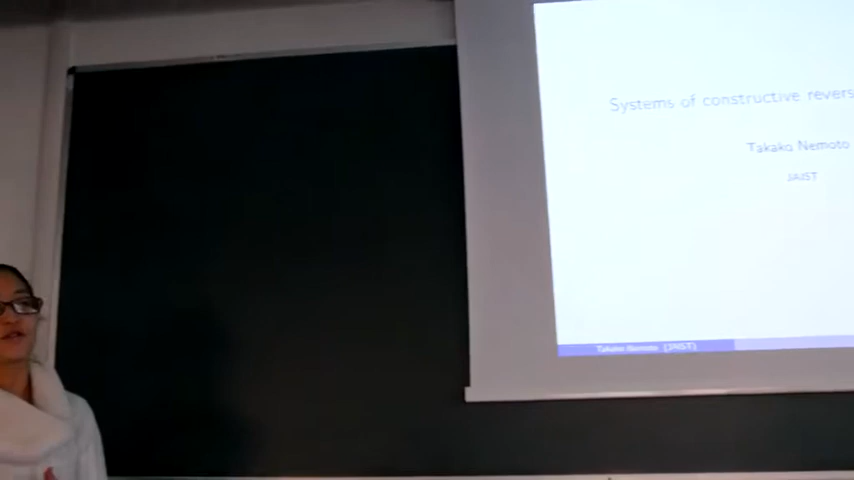 Systems of constructive revers
Takako Nemoto
JAIST
Takako Nemoto (JAIST)